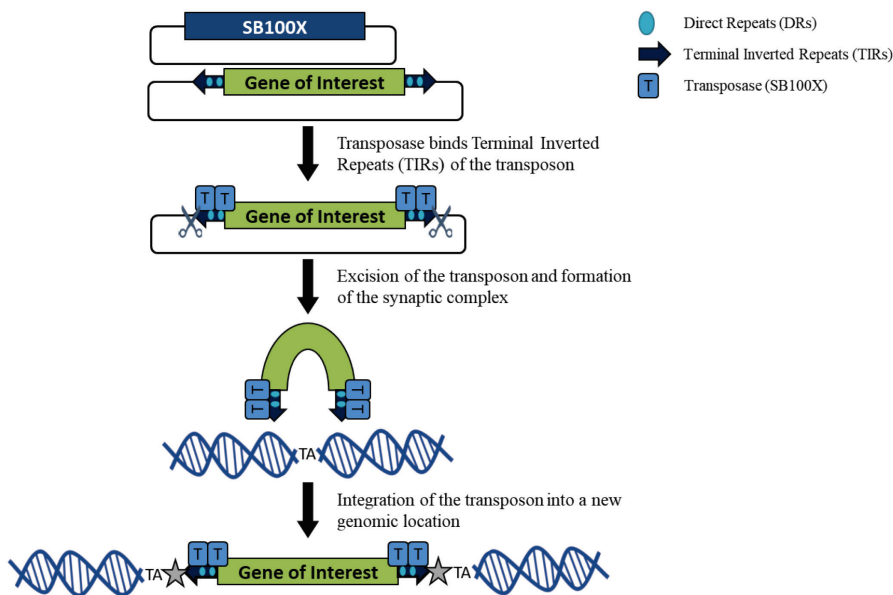 SB100X
Gene of Interest
Direct Repeats (DRs)
Terminal Inverted Repeats (TIRs)
T
Transposase (SB100X)
Transposase binds Terminal Inverted
Repeats (TIRs) of the transposon
T T
T T
Gene of Interest
Excision of the transposon and formation
of the synaptic complex
T
T
T
T
TA
Integration of the transposon into a new
genomic location
T T
T T
TA
Gene of Interest
TA